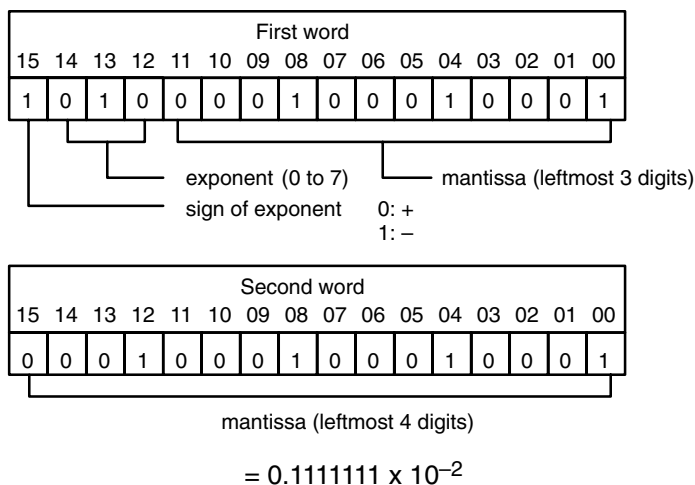 First word
15 14 13 12 11 10 09 08 07 06 05 04 03 02 01 00
1 0 1 0 0 0 0 1 0 0 0 1 0 0 0 1
exponent (0 to 7)
mantissa (leftmost 3 digits)
sign of exponent 0: +
1: –
Second word
15 14 13 12 11 10 09 08 07 06 05 04 03 02 01 00
0 0 0 1 0 0 0 1 0 0 0 1 0 0 0 1
mantissa (leftmost 4 digits)
= 0.1111111 x 10–2